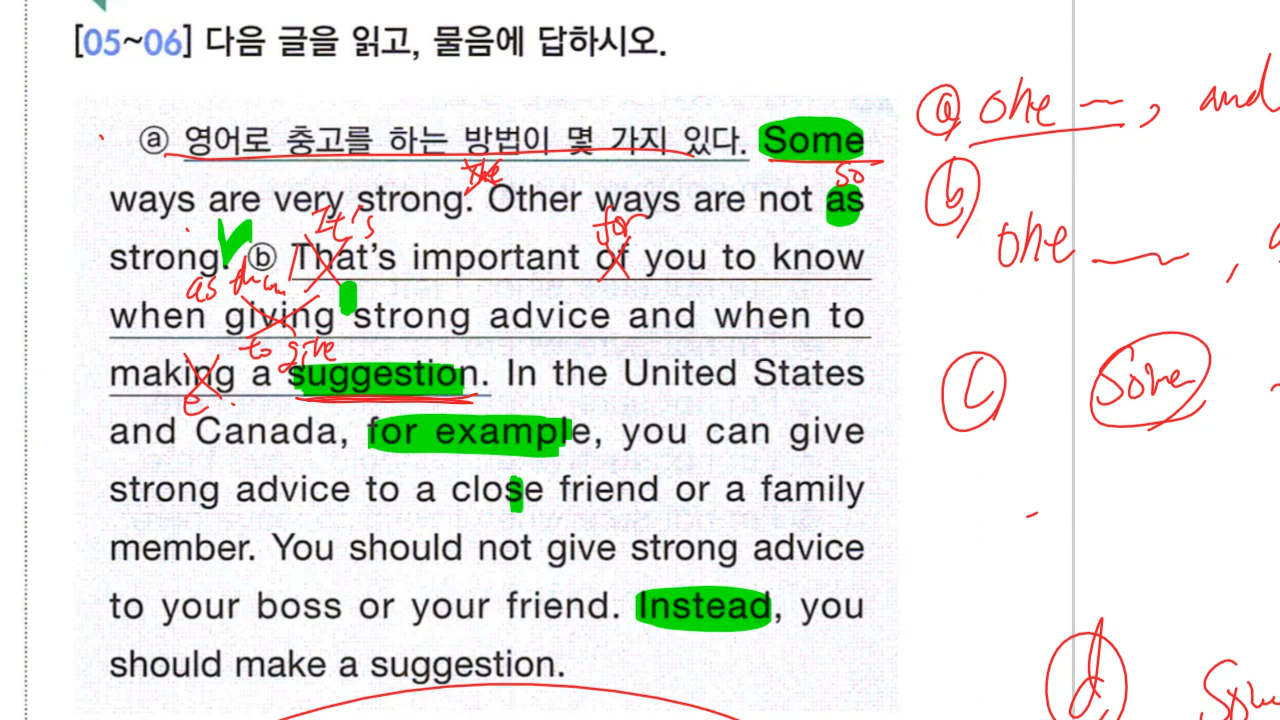 [05~06] 다음 글을 읽고, 물음에 답하시오.
ⓐ 영어로 충고를 하는 방법이 몇 가지 있다. Some
the so
ways are very strong. Other ways are not as
It's for
strong. ⓑ That's important of you to know
as them
when giving strong advice and when to
to give
making a suggestion. In the United States
e
and Canada, for example, you can give
strong advice to a close friend or a family
member. You should not give strong advice
to your boss or your friend. Instead, you
should make a suggestion.
ⓐ one , and
ⓑ
one ,
Some
ⓓ